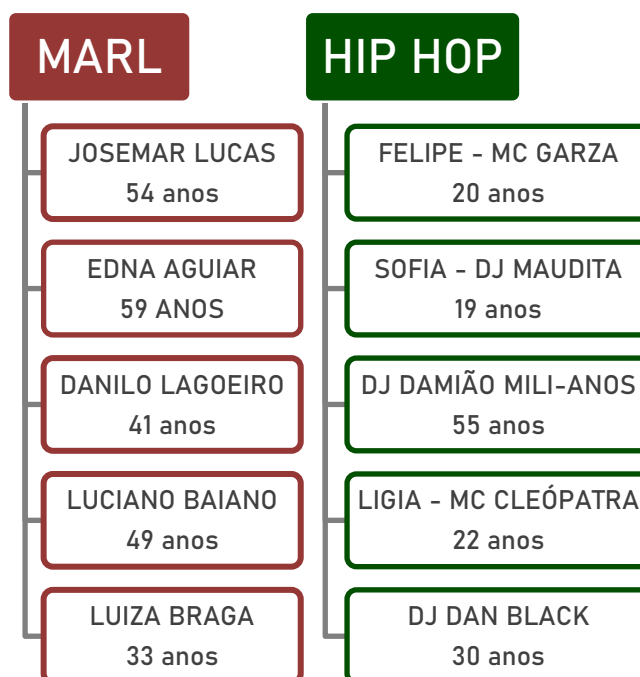 MARL
JOSEMAR LUCAS
54 anos
EDNA AGUIAR
59 ANOS
DANILO LAGOEIRO
41 anos
LUCIANO BAIANO
49 anos
LUIZA BRAGA
33 anos
HIP HOP
FELIPE - MC GARZA
20 anos
SOFIA - DJ MAUDITA
19 anos
DJ DAMIÃO MILI-ANOS
55 anos
LIGIA - MC CLEÓPATRA
22 anos
DJ DAN BLACK
30 anos